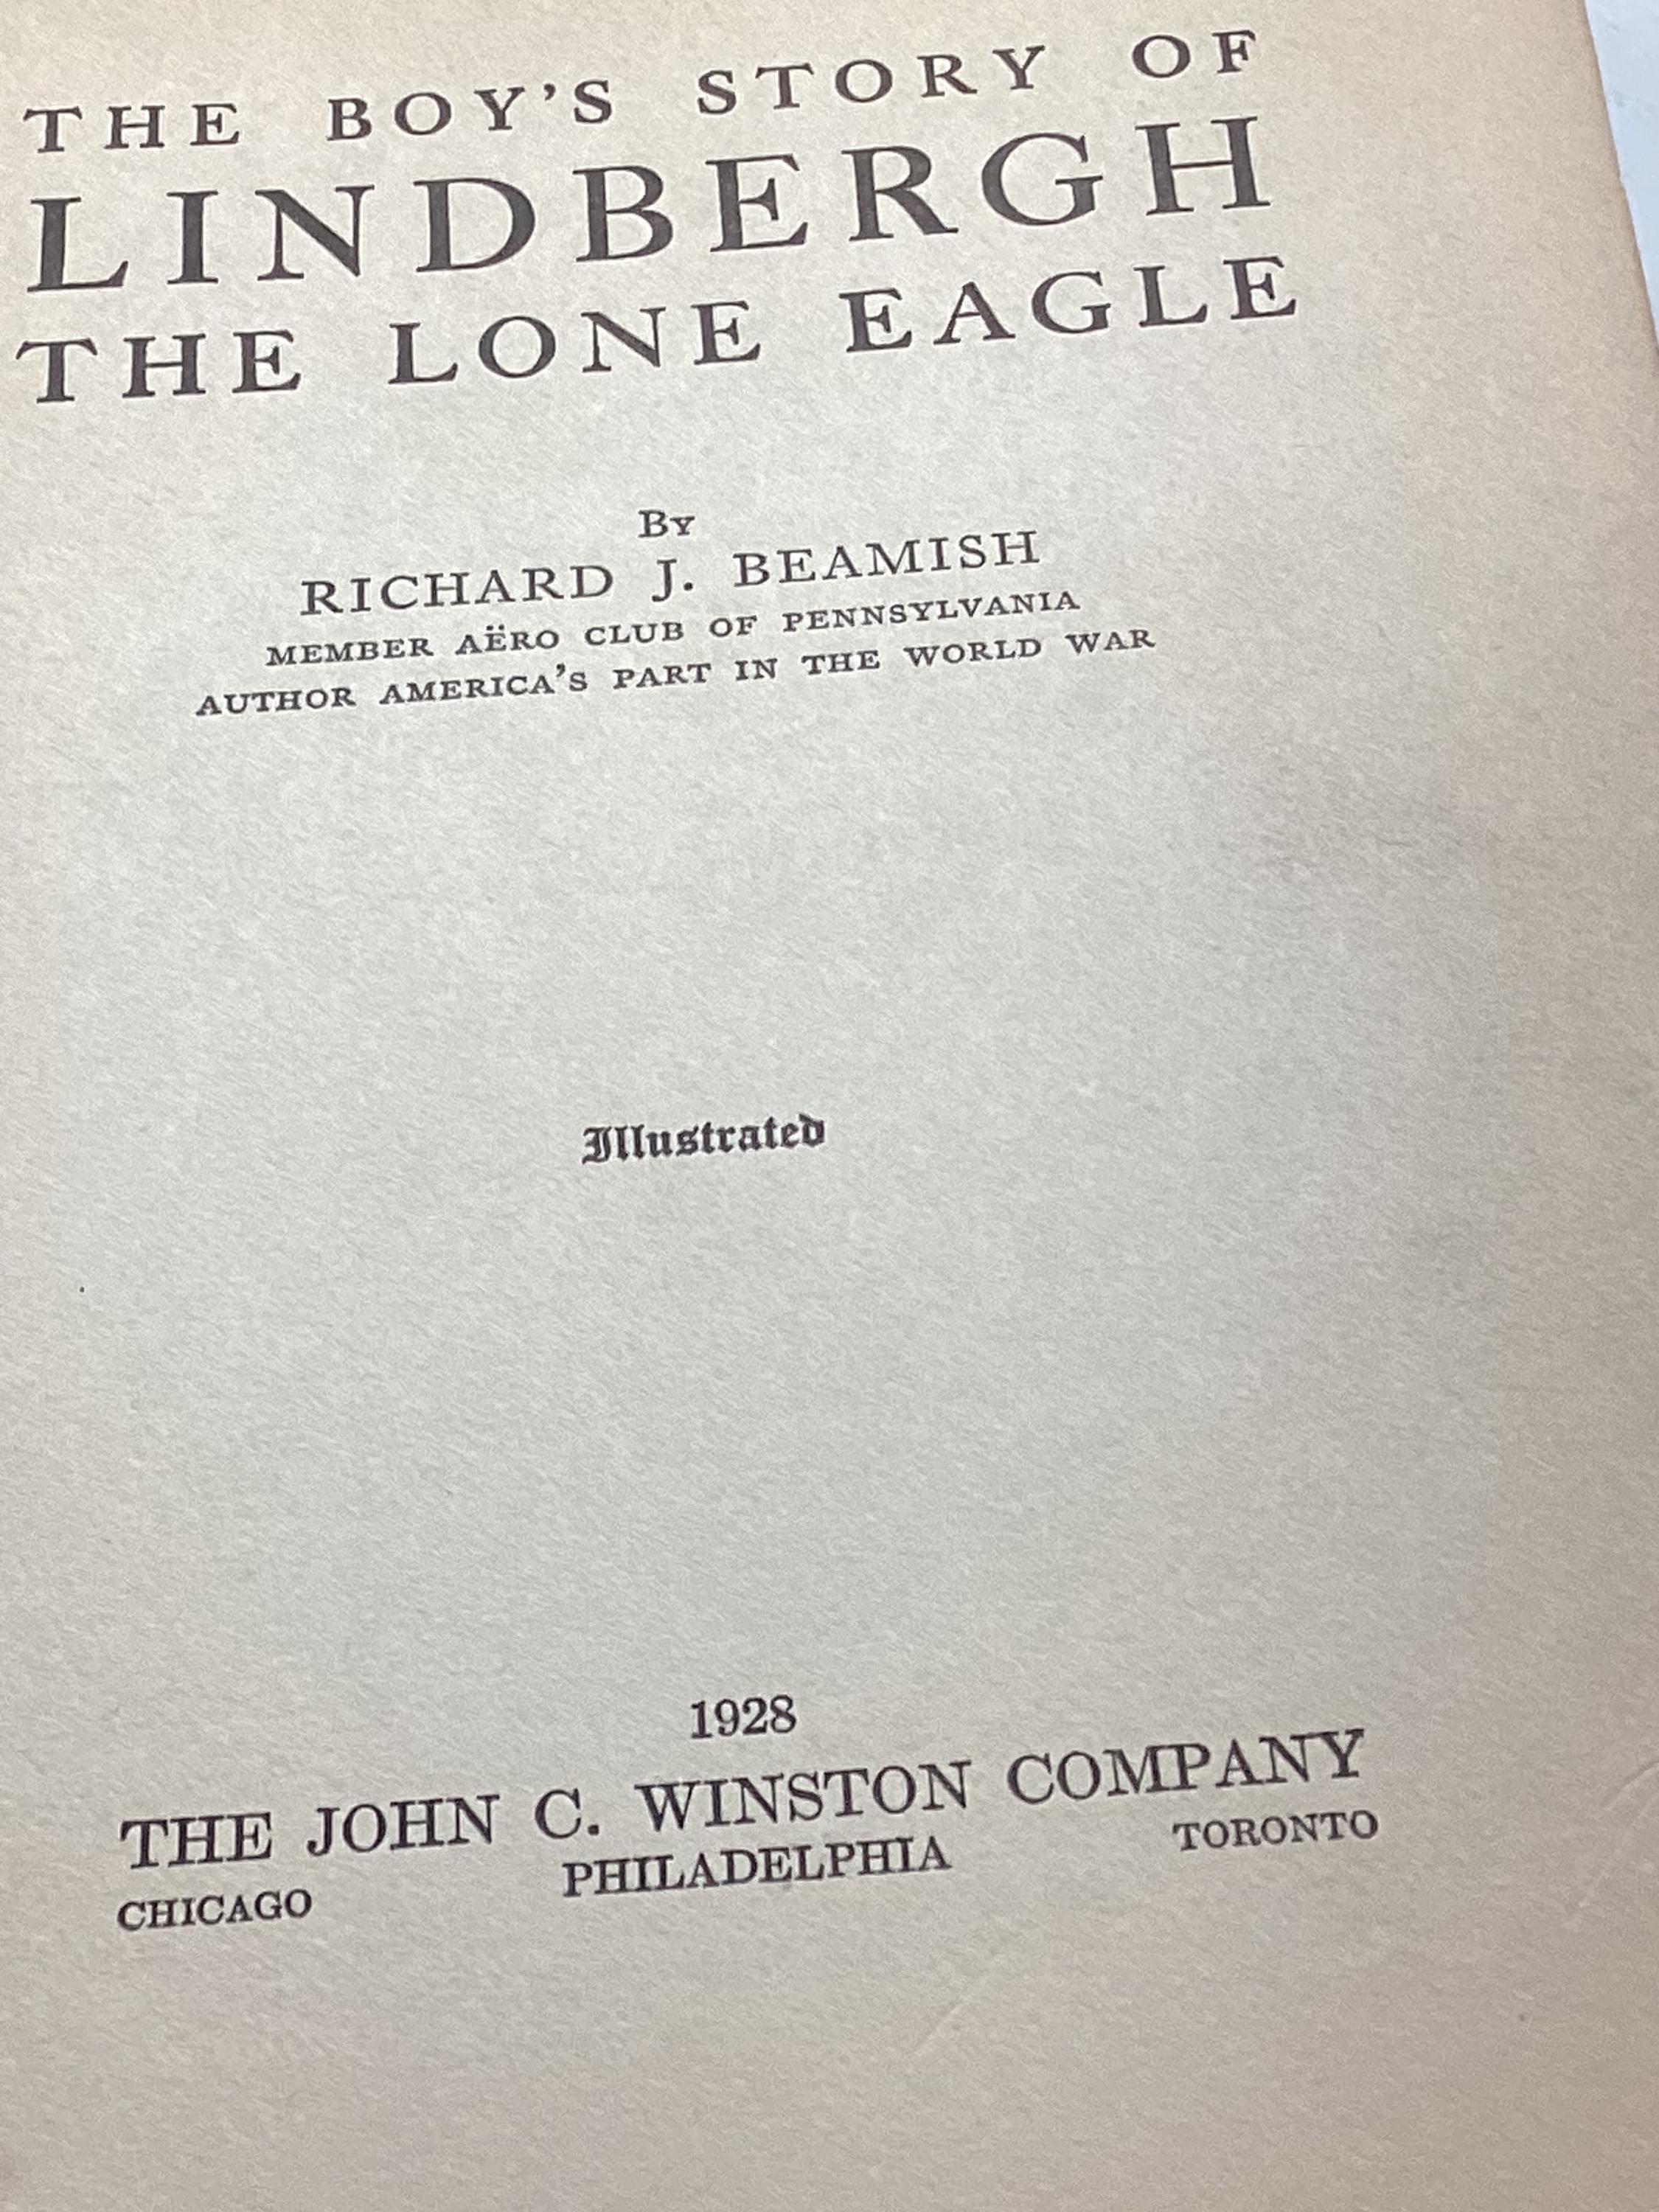 THE BOY'S STORY OF
LINDBERGH
THE LONE EAGLE
By
RICHARD J. BEAMISH
MEMBER AËRO CLUB OF PENNSYLVANIA
AUTHOR AMERICA'S PART IN THE WORLD WAR
Illustrated
1928
THE JOHN C. WINSTON COMPANY
CHICAGO PHILADELPHIA TORONTO